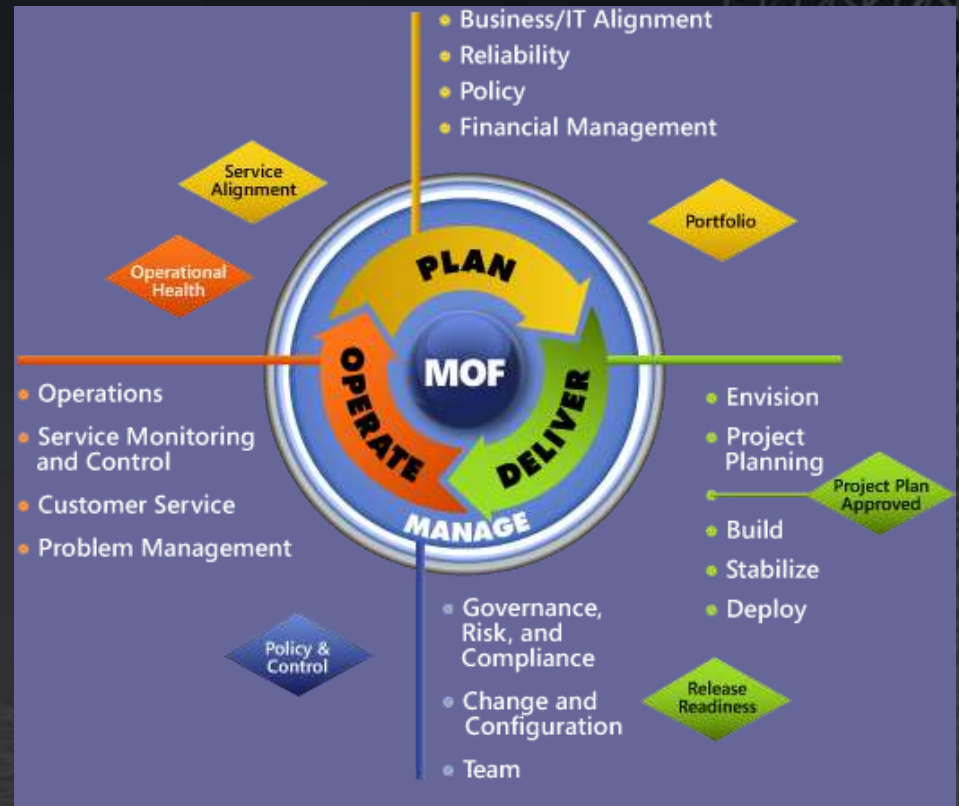 Business/IT Alignment
Reliability
Policy
Financial Management
Service
Alignment
Portfolio
Operational
Health
PLAN
MOF
OPERATE
DELIVER
MANAGE
Operations
Service Monitoring
and Control
Customer Service
Problem Management
Envision
Project
Planning
Project Plan
Approved
Build
Stabilize
Deploy
Policy &
Control
Governance,
Risk, and
Compliance
Change and
Configuration
Team
Release
Readiness